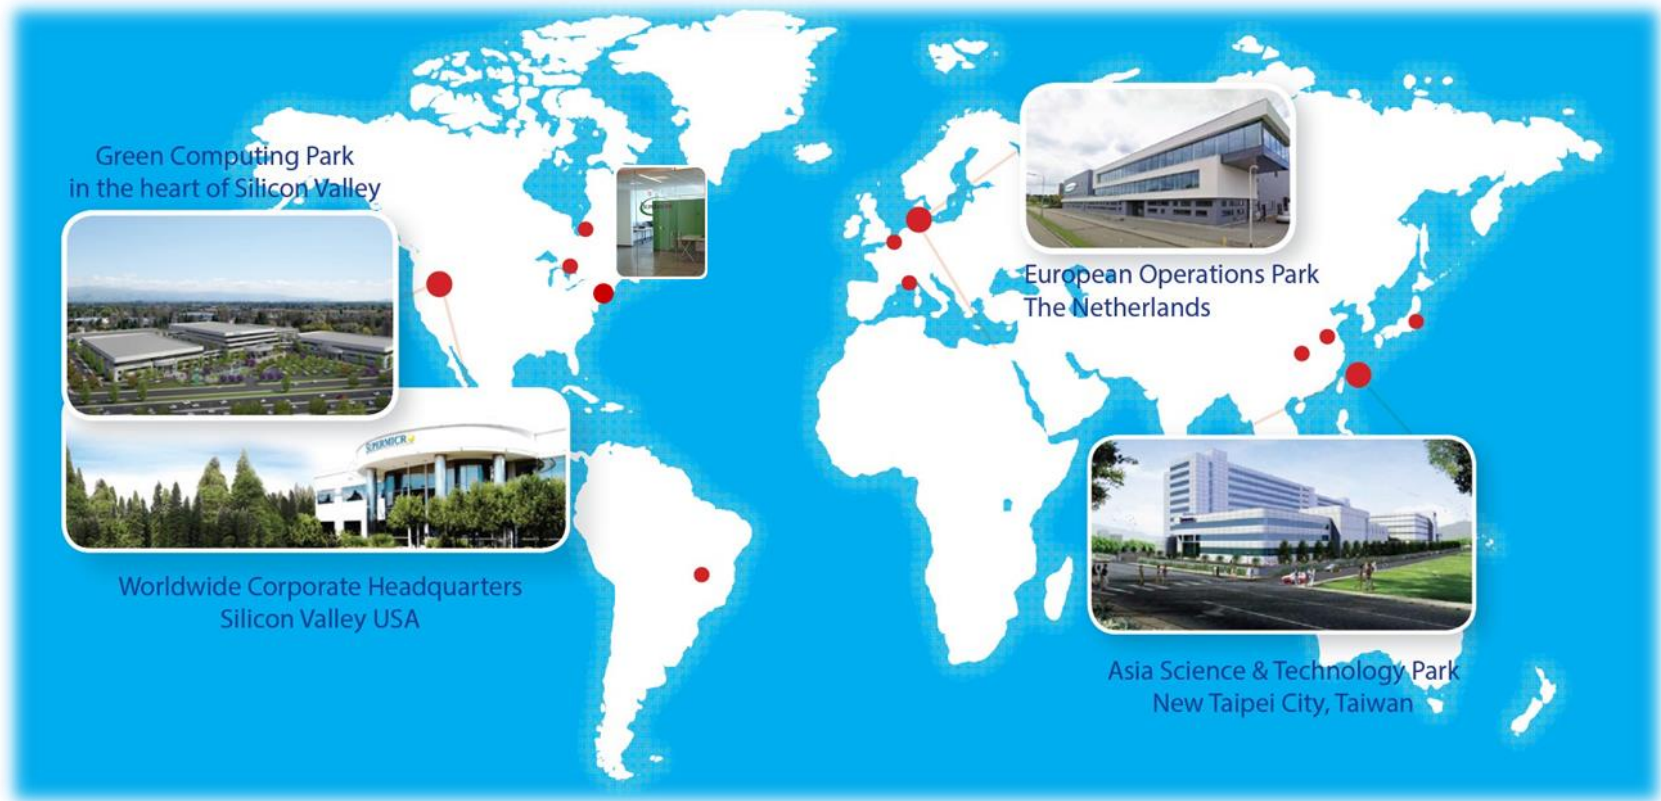 Green Computing Park
in the heart of Silicon Valley
SUPERMICR
Worldwide Corporate Headquarters
Silicon Valley USA
European Operations Park
The Netherlands
Asia Science & Technology Park
New Taipei City, Taiwan